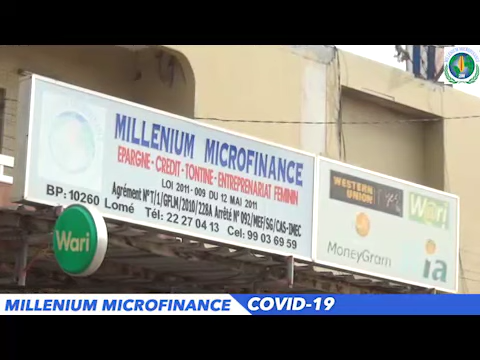 MILLENIUM MICROFINANCE
EPARGNE - CREDIT - TONTINE - ENTREPRENARIAT FEMININ
LOI 2011 - 009 DU 12 MAI 2011
Agrément N°T/1/GFLM/2010/228A Arrêté N° 092/MEF/SG/CAS-IMEC
BP: 10260 Lomé Tél: 22 27 04 13 Cel: 99 03 69 59
Wari
WESTERN
UNION
Wari
MoneyGram
ia
Wari
MILLENIUM MICROFINANCE COVID-19